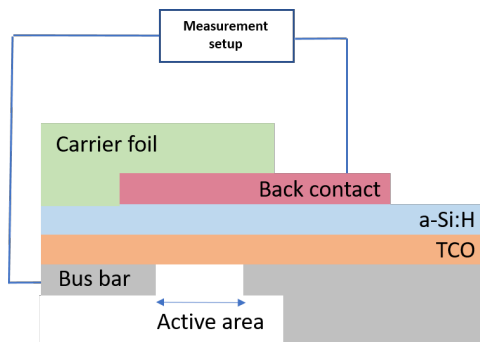 Measurement
setup
Carrier foil
Back contact
a-Si:H
TCO
Bus bar
Active area